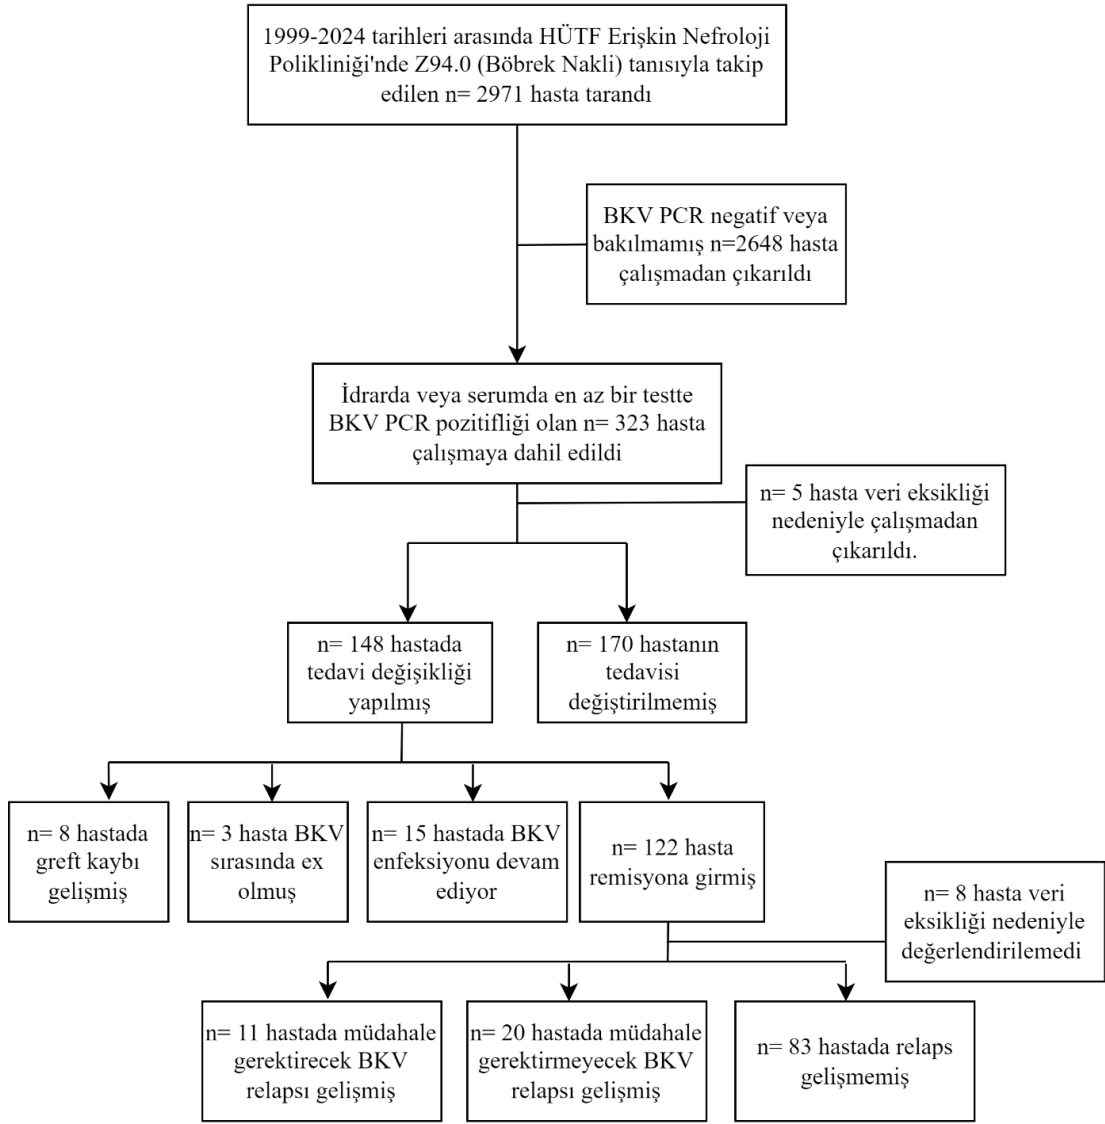 1999-2024 tarihleri arasında HÜTF Erişkin Nefroloji
Polikliniği'nde Z94.0 (Böbrek Nakli) tanısıyla takip
edilen n= 2971 hasta tarandı
BKV PCR negatif veya
bakılmamış n=2648 hasta
çalışmadan çıkarıldı
İdrarda veya serumda en az bir testte
BKV PCR pozitifliği olan n= 323 hasta
çalışmaya dahil edildi
n= 5 hasta veri eksikliği
nedeniyle çalışmadan
çıkarıldı.
n= 148 hastada
tedavi değişikliği
yapılmış
n= 170 hastanın
tedavisi
değiştirilmemiş
n= 8 hastada
greft kaybı
gelişmiş
n= 3 hasta BKV
sırasında ex
olmuş
n= 15 hastada BKV
enfeksiyonu devam
ediyor
n= 122 hasta
remisyona girmiş
n= 8 hasta veri
eksikliği nedeniyle
değerlendirilemedi
n= 11 hastada müdahale
gerektirecek BKV
relapsı gelişmiş
n= 20 hastada müdahale
gerektirmeyecek BKV
relapsı gelişmiş
n= 83 hastada relaps
gelişmemiş